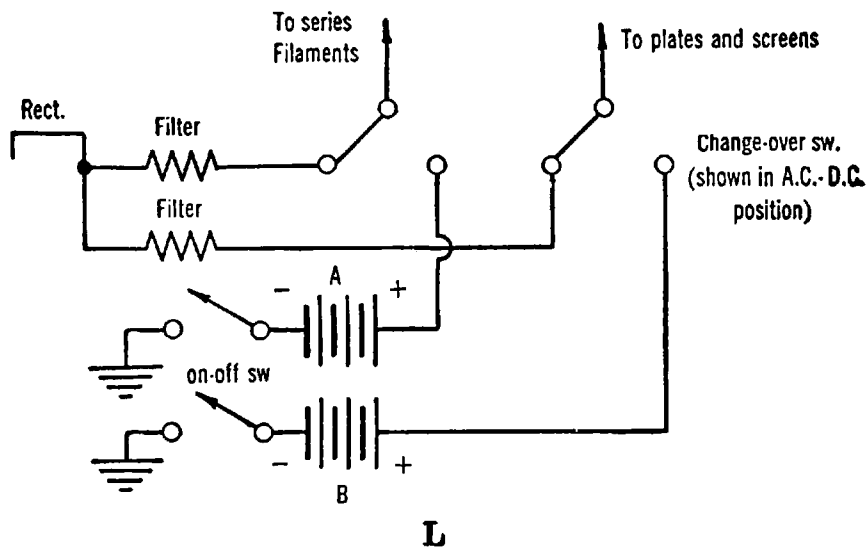 To series
Filaments
To plates and screens
Rect.
Filter
Change-over sw.
(shown in A.C.-D.C.
position)
Filter
A
- +
on-off sw
- +
B
L